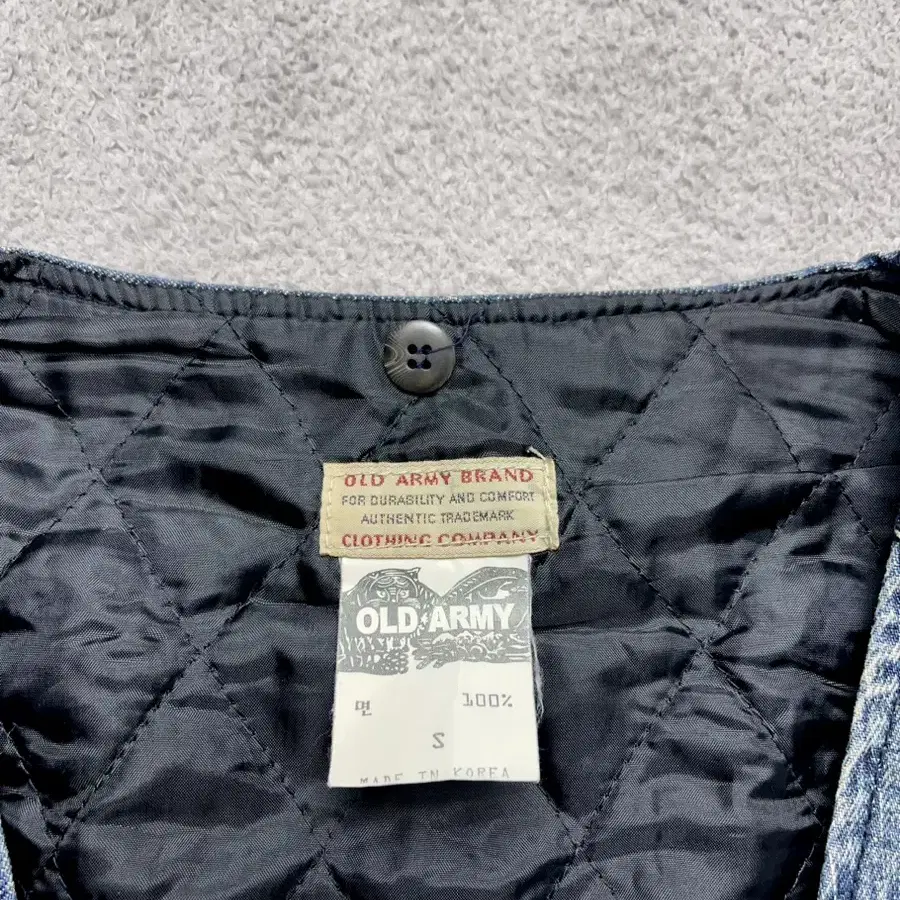 OLD ARMY BRAND
FOR DURABILITY AND COMFORT
AUTHENTIC TRADEMARK
CLOTHING COMPANY
OLD ARMY
면 100%
S
MADE IN KOREA